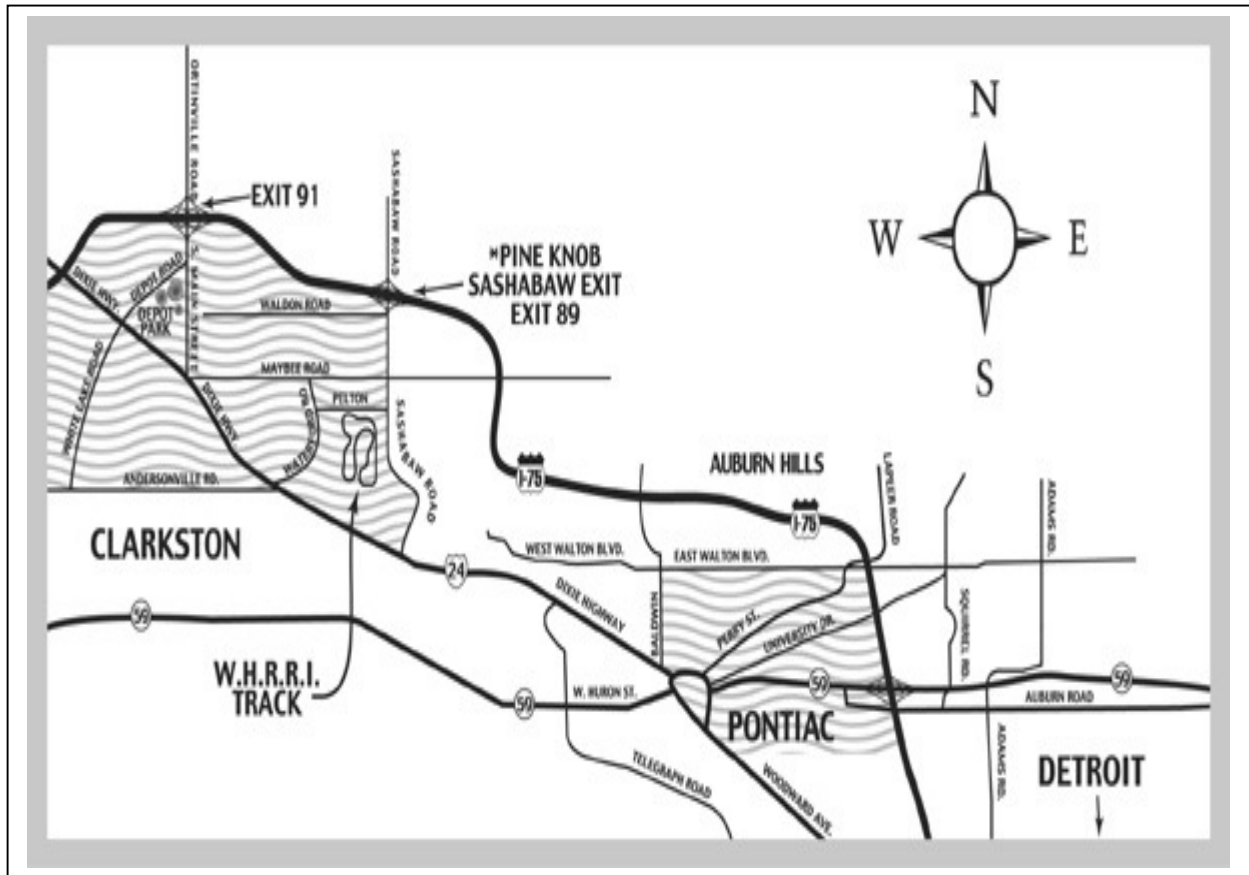 N
W
E
S
ORTINVILLE ROAD
EXIT 91
SASHABAW ROAD
*PINE KNOB
SASHABAW EXIT
EXIT 89
DIXIE HWY.
DEPOT ROAD
S. MAIN STREET
DEPOT
PARK
WALDON ROAD
MAYBEE ROAD
WHITE LAKE ROAD
DIXIE HWY
WATERFORD RD
PELTON
SASHABAW ROAD
ANDERSONVILLE RD.
CLARKSTON
I-75
AUBURN HILLS
I-75
LAPEER ROAD
ADAMS RD.
WEST WALTON BLVD.
EAST WALTON BLVD.
24
DIXIE HIGHWAY
BALDWIN
PERRY ST.
UNIVERSITY DR.
SQUIRREL RD.
59
W.H.R.R.I.
TRACK
59
W. HURON ST.
59
59
AUBURN ROAD
PONTIAC
TELEGRAPH ROAD
WOODWARD AVE.
ADAMS RD.
DETROIT